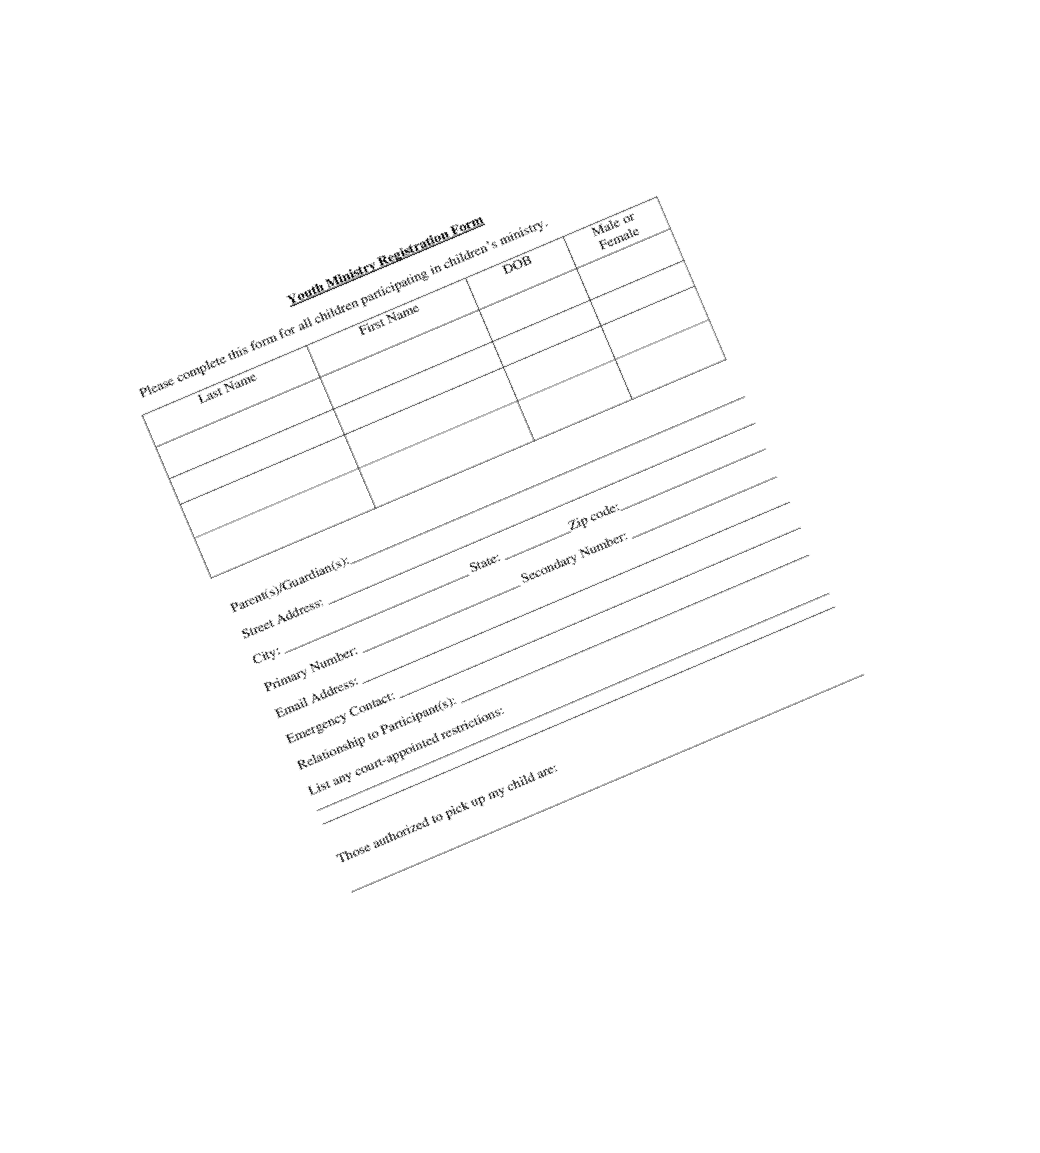 Youth Ministry Registration Form
Please complete this form for all children participating in children's ministry.
Last Name First Name DOB Male or Female
Parent(s)/Guardian(s):
Street Address:
City: State: Zip code:
Primary Number: Secondary Number:
Email Address:
Emergency Contact:
Relationship to Participant(s):
List any court-appointed restrictions:
Those authorized to pick up my child are: